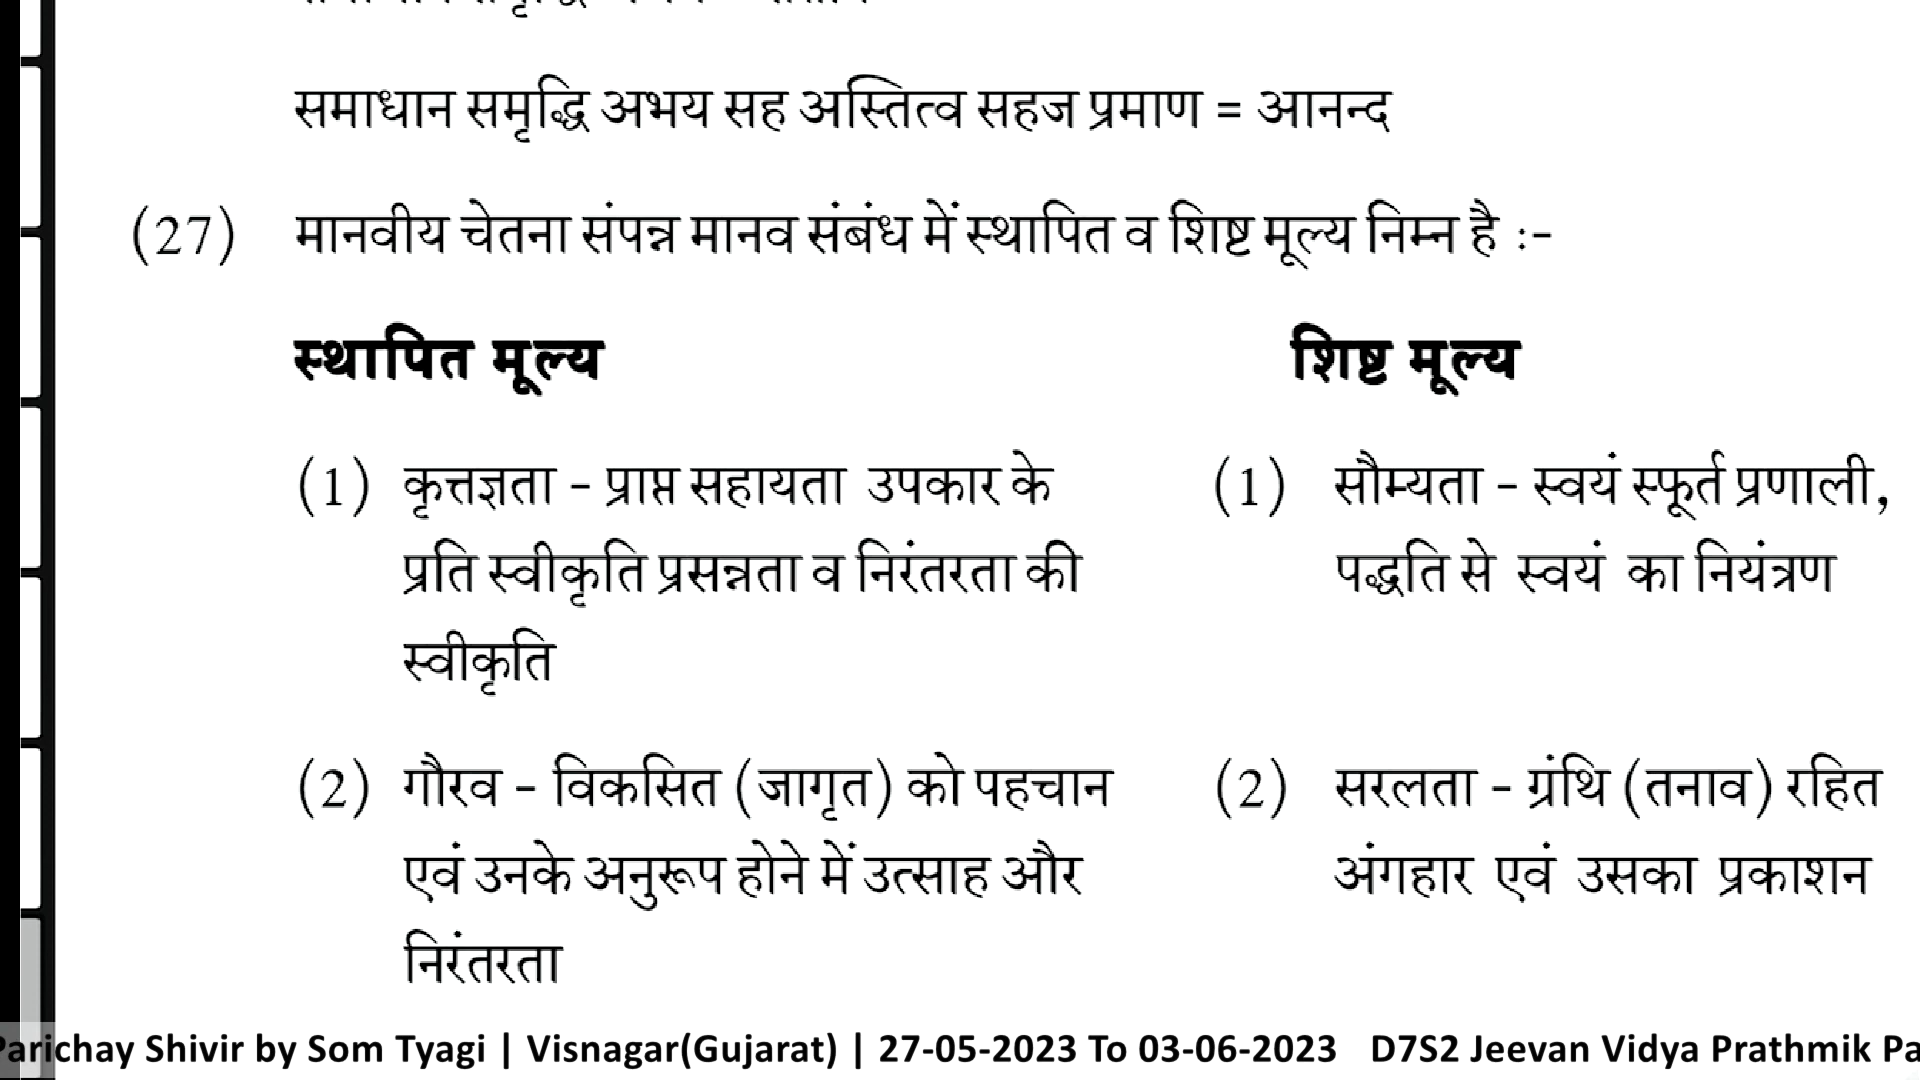 समाधान समृद्धि अभय सह अस्तित्व सहज प्रमाण = आनन्द
(27) मानवीय चेतना संपन्न मानव संबंध में स्थापित व शिष्ट मूल्य निम्न है :-
स्थापित मूल्य
शिष्ट मूल्य
(1) कृत्तज्ञता - प्राप्त सहायता उपकार के
प्रति स्वीकृति प्रसन्नता व निरंतरता की
स्वीकृति
(1) सौम्यता - स्वयं स्फूर्त प्रणाली,
पद्धति से स्वयं का नियंत्रण
(2) गौरव - विकसित (जागृत) को पहचान
एवं उनके अनुरूप होने में उत्साह और
निरंतरता
(2) सरलता - ग्रंथि (तनाव) रहित
अंगहार एवं उसका प्रकाशन
Parichay Shivir by Som Tyagi | Visnagar(Gujarat) | 27-05-2023 To 03-06-2023 D7S2 Jeevan Vidya Prathmik Pa